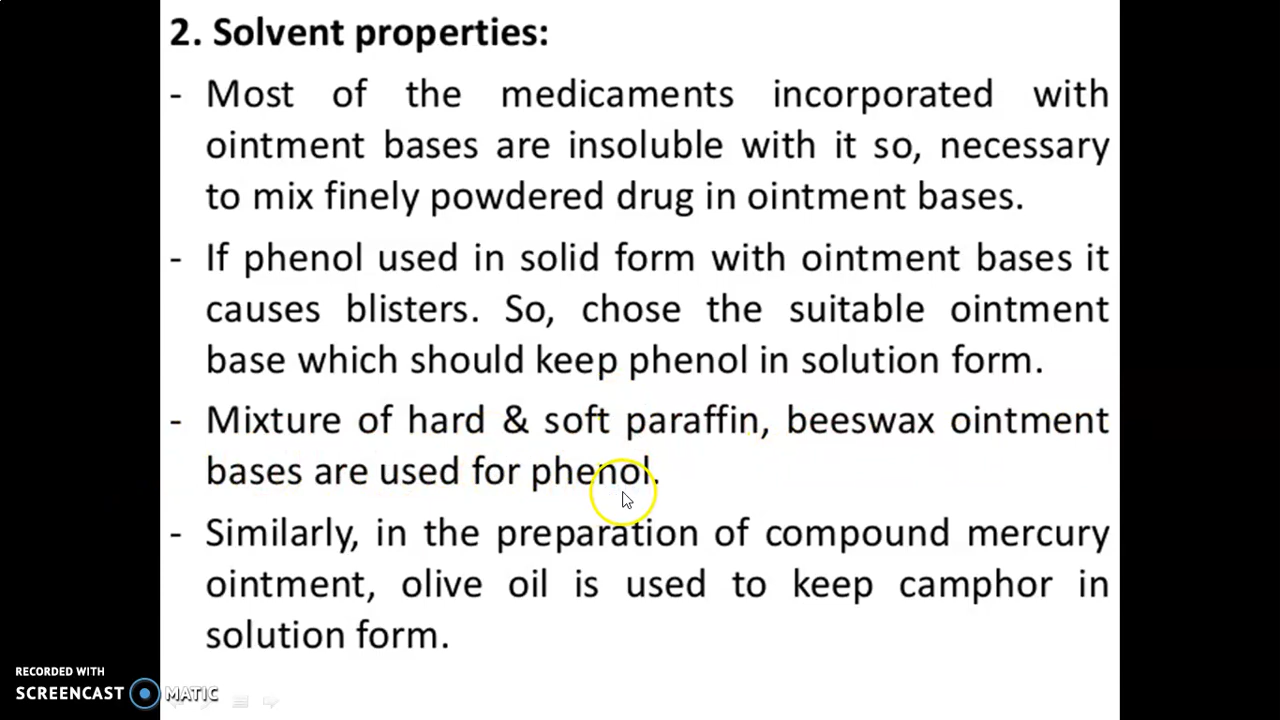 2. Solvent properties:
- Most of the medicaments incorporated with
ointment bases are insoluble with it so, necessary
to mix finely powdered drug in ointment bases.
- If phenol used in solid form with ointment bases it
causes blisters. So, chose the suitable ointment
base which should keep phenol in solution form.
- Mixture of hard & soft paraffin, beeswax ointment
bases are used for phenol.
- Similarly, in the preparation of compound mercury
ointment, olive oil is used to keep camphor in
solution form.
RECORDED WITH
SCREENCAST MATIC